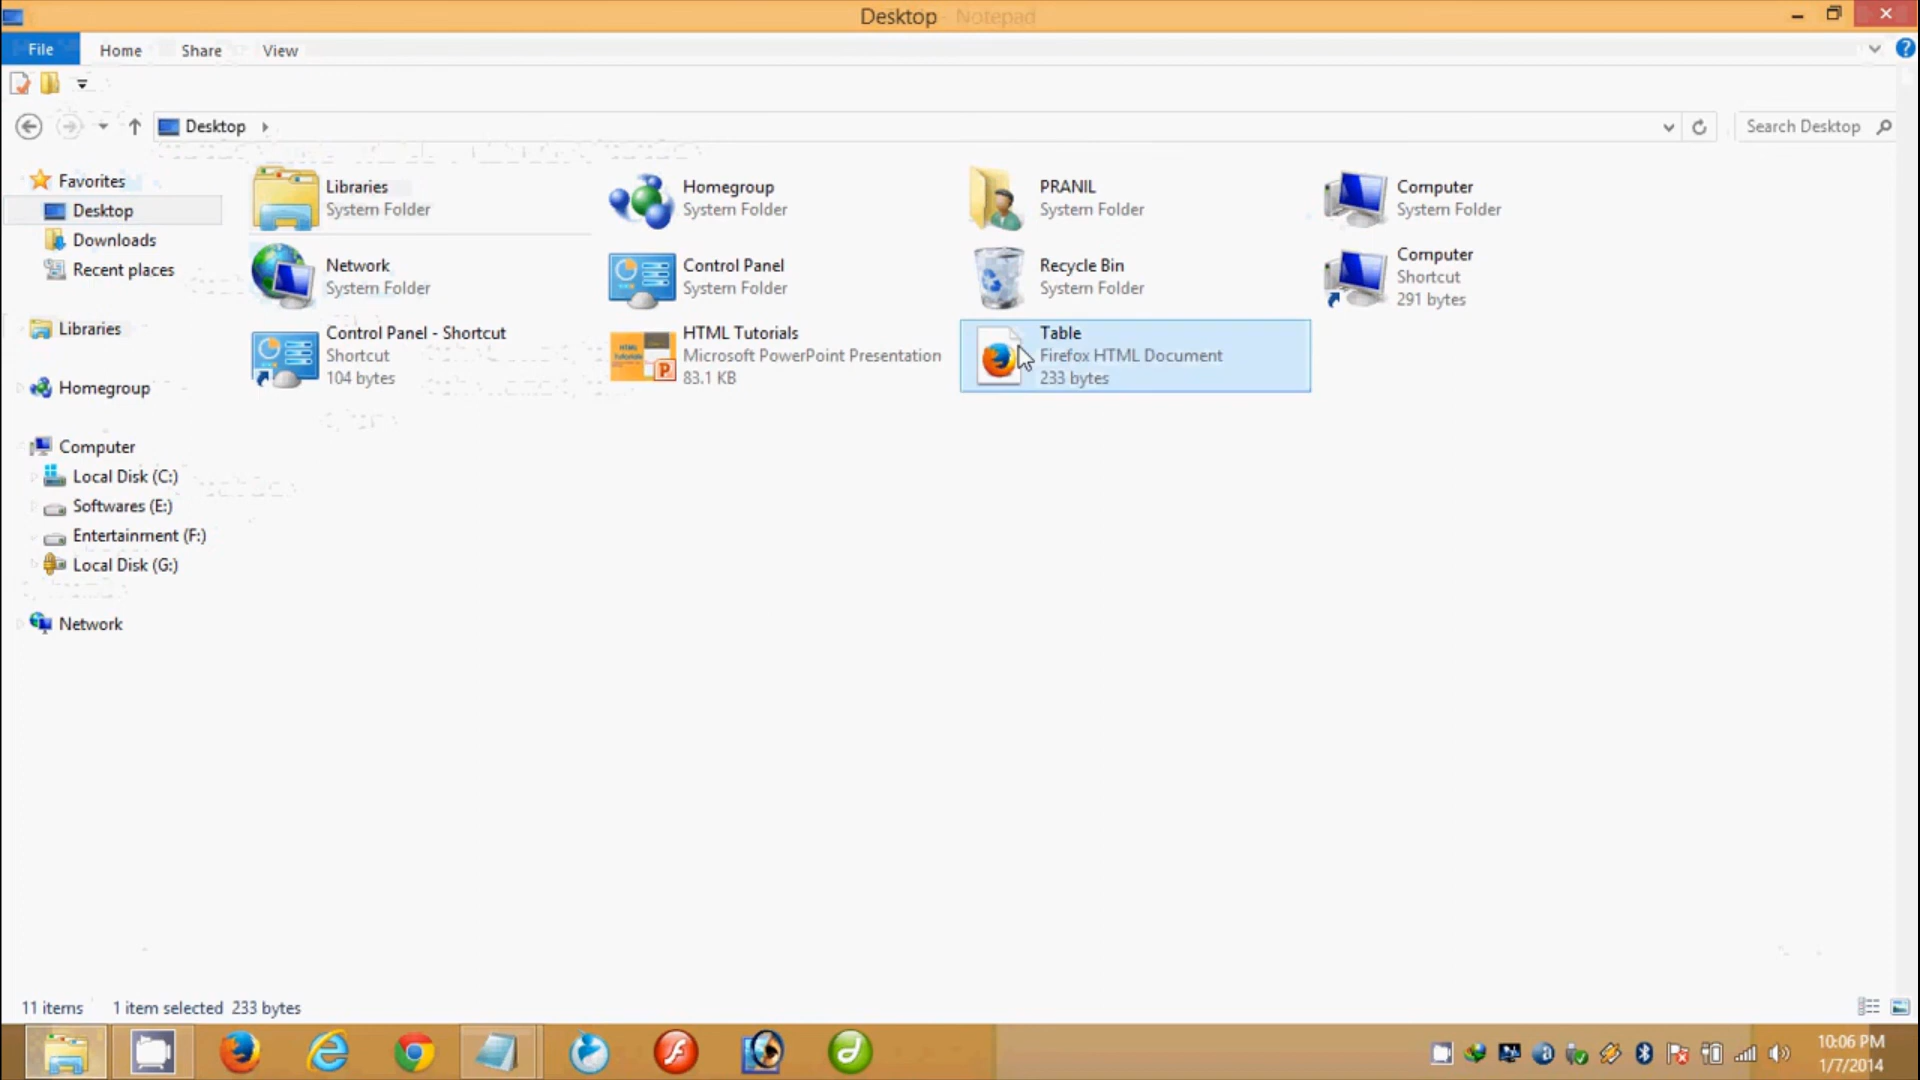 Desktop - Notepad
File Home Share View
Desktop
Search Desktop
Favorites
Desktop
Downloads
Recent places
Libraries
Homegroup
Computer
Local Disk (C:)
Softwares (E:)
Entertainment (F:)
Local Disk (G:)
Network
Libraries
System Folder
Homegroup
System Folder
PRANIL
System Folder
Computer
System Folder
Network
System Folder
Control Panel
System Folder
Recycle Bin
System Folder
Computer
Shortcut
291 bytes
Control Panel - Shortcut
Shortcut
104 bytes
HTML Tutorials
Microsoft PowerPoint Presentation
83.1 KB
Table
Firefox HTML Document
233 bytes
11 items 1 item selected 233 bytes
10:06 PM
1/7/2014